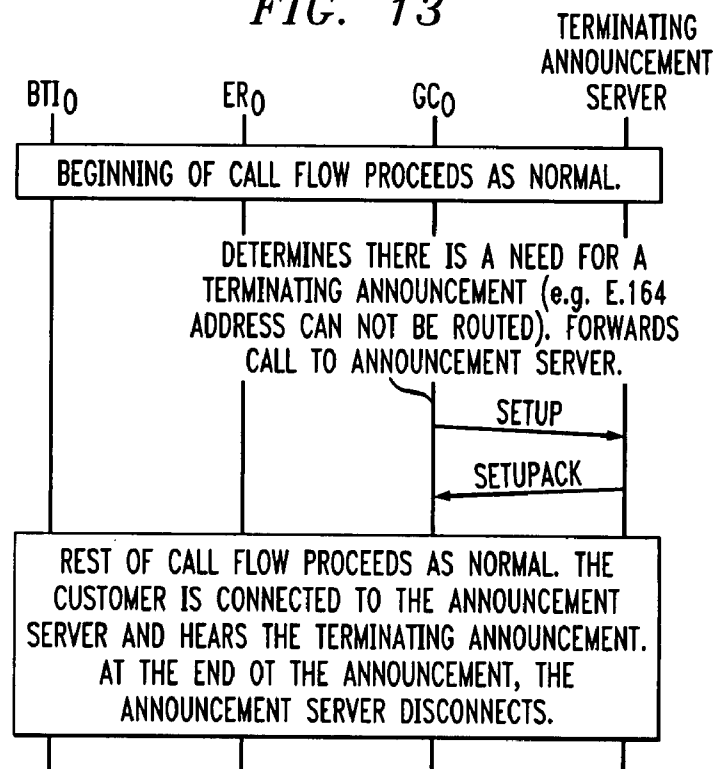 FIG. 13
TERMINATING
ANNOUNCEMENT
SERVER
BTI0
ER0
GC0
BEGINNING OF CALL FLOW PROCEEDS AS NORMAL.
DETERMINES THERE IS A NEED FOR A
TERMINATING ANNOUNCEMENT (e.g. E.164
ADDRESS CAN NOT BE ROUTED). FORWARDS
CALL TO ANNOUNCEMENT SERVER.
SETUP
SETUPACK
REST OF CALL FLOW PROCEEDS AS NORMAL. THE
CUSTOMER IS CONNECTED TO THE ANNOUNCEMENT
SERVER AND HEARS THE TERMINATING ANNOUNCEMENT.
AT THE END OT THE ANNOUNCEMENT, THE
ANNOUNCEMENT SERVER DISCONNECTS.